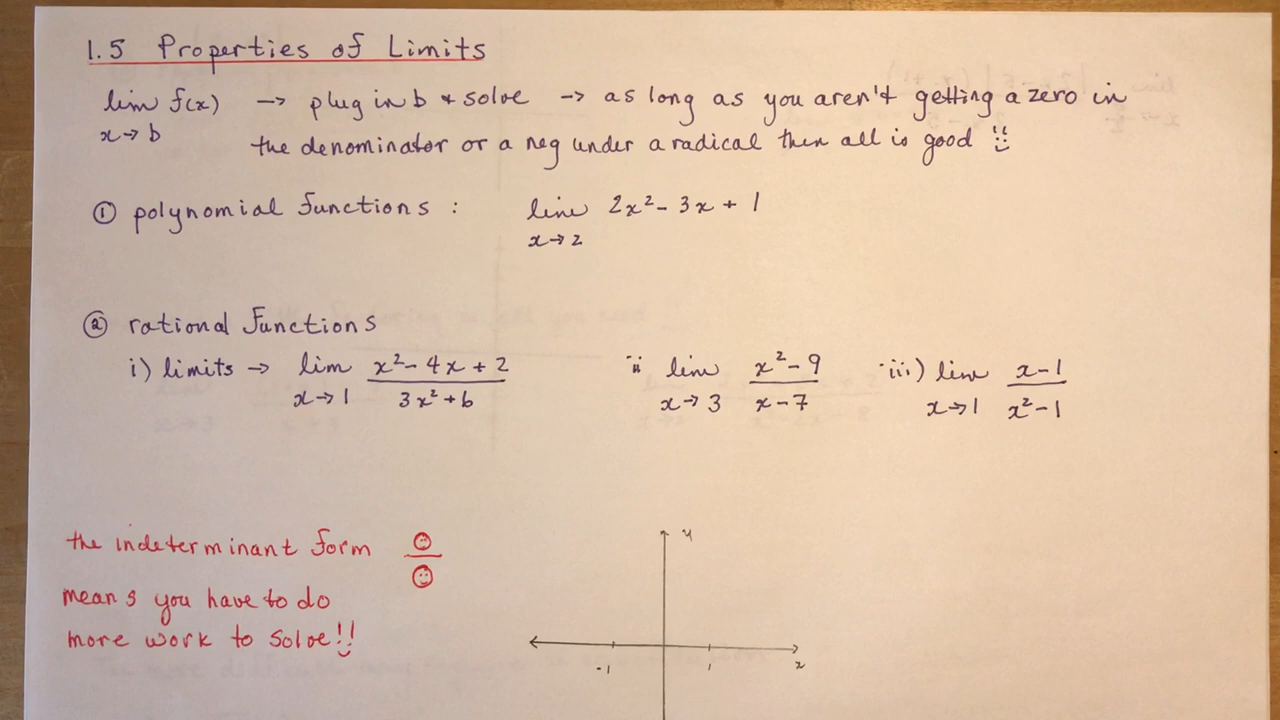 1.5 Properties of Limits
lim f(x) → plug in b & solve → as long as you aren't getting a zero in
x→b the denominator or a neg under a radical then all is good
① polynomial functions : lim 2x²- 3x + 1
x→2
② rational functions
i) limits → lim x²- 4x + 2 ii lim x²- 9 iii) lim x-1
x→1 3x²+6 x→3 x-7 x→1 x²-1
the indeterminant form
means you have to do
more work to solve!!
y
-1 1 x